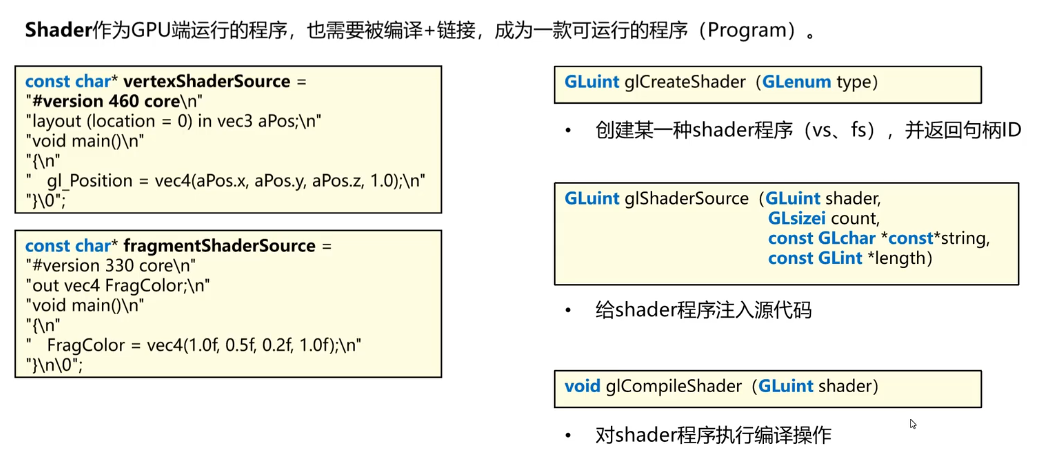 Shader作为GPU端运行的程序，也需要被编译+链接，成为一款可运行的程序（Program）。
const char* vertexShaderSource =
"#version 460 core\n"
"layout (location = 0) in vec3 aPos;\n"
"void main()\n"
"{\n"
"   gl_Position = vec4(aPos.x, aPos.y, aPos.z, 1.0);\n"
"}\0";
const char* fragmentShaderSource =
"#version 330 core\n"
"out vec4 FragColor;\n"
"void main()\n"
"{\n"
"   FragColor = vec4(1.0f, 0.5f, 0.2f, 1.0f);\n"
"}\n\0";
GLuint glCreateShader（GLenum type）
• 创建某一种shader程序（vs、fs），并返回句柄ID
GLuint glShaderSource（GLuint shader,
GLsizei count,
const GLchar *const*string,
const GLint *length）
• 给shader程序注入源代码
void glCompileShader（GLuint shader）
• 对shader程序执行编译操作